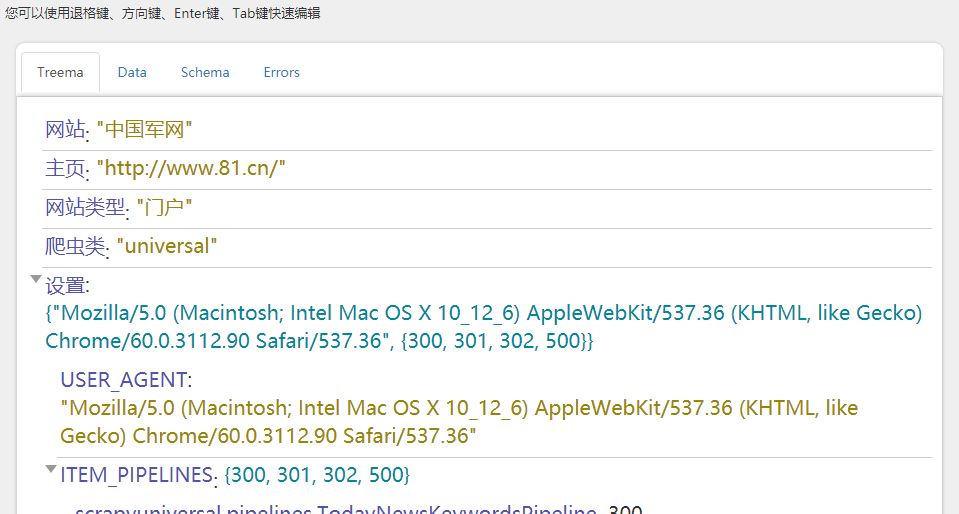 您可以使用退格键、方向键、Enter键、Tab键快速编辑
Treema Data Schema Errors
网站: "中国军网"
主页: "http://www.81.cn/"
网站类型: "门户"
爬虫类: "universal"
设置:
{"Mozilla/5.0 (Macintosh; Intel Mac OS X 10_12_6) AppleWebKit/537.36 (KHTML, like Gecko)
Chrome/60.0.3112.90 Safari/537.36", {300, 301, 302, 500}}
USER_AGENT:
"Mozilla/5.0 (Macintosh; Intel Mac OS X 10_12_6) AppleWebKit/537.36 (KHTML, like
Gecko) Chrome/60.0.3112.90 Safari/537.36"
ITEM_PIPELINES: {300, 301, 302, 500}
scrapyuniversal.pipelines.TodayNewsKeywordsPipeline: 300